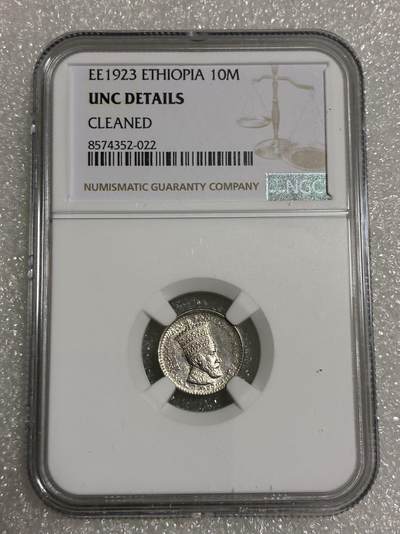 EE1923 ETHIOPIA 10M
UNC DETAILS
CLEANED
8574352-022
NUMISMATIC GUARANTY COMPANY
NGC